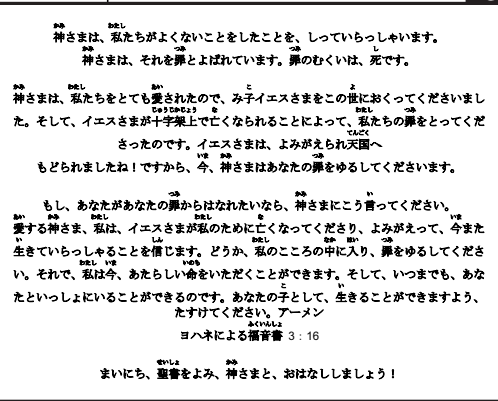 神さまは、私たちがよくないことをしたことを、しっていらっしゃいます。
神さまは、それを罪とよばれています。罪のむくいは、死です。
神さまは、私たちをとても愛されたので、み子イエスさまをこの世におくってくださいまし
た。そして、イエスさまが十字架上で亡くなられることによって、私たちの罪をとってくだ
さったのです。イエスさまは、よみがえられ天国へ
もどられましたね！ですから、今、神さまはあなたの罪をゆるしてくださいます。
もし、あなたがあなたの罪からはなれたいなら、神さまにこう言ってください。
愛する神さま、私は、イエスさまが私のために亡くなってくださり、よみがえって、今また
生きていらっしゃることを信じます。どうか、私のこころの中に入り、罪をゆるしてくださ
い。それで、私は今、あたらしい命をいただくことができます。そして、いつまでも、あな
たといっしょにいることができるのです。あなたの子として、生きることができますよう、
たすけてください。アーメン
ヨハネによる福音書 3：16
まいにち、聖書をよみ、神さまと、おはなししましょう！